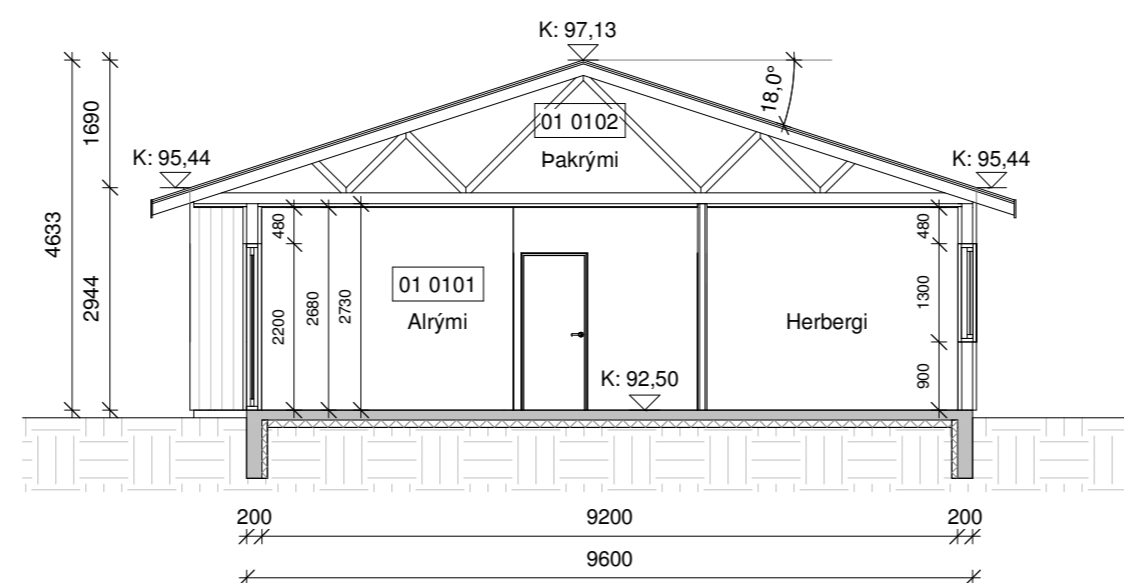 K: 97,13
18,0°
01 0102
Þakrými
1690
K: 95,44
K: 95,44
4633
2944
480
2200
2680
2730
01 0101
Alrými
Herbergi
480
1300
900
K: 92,50
200
9200
200
9600